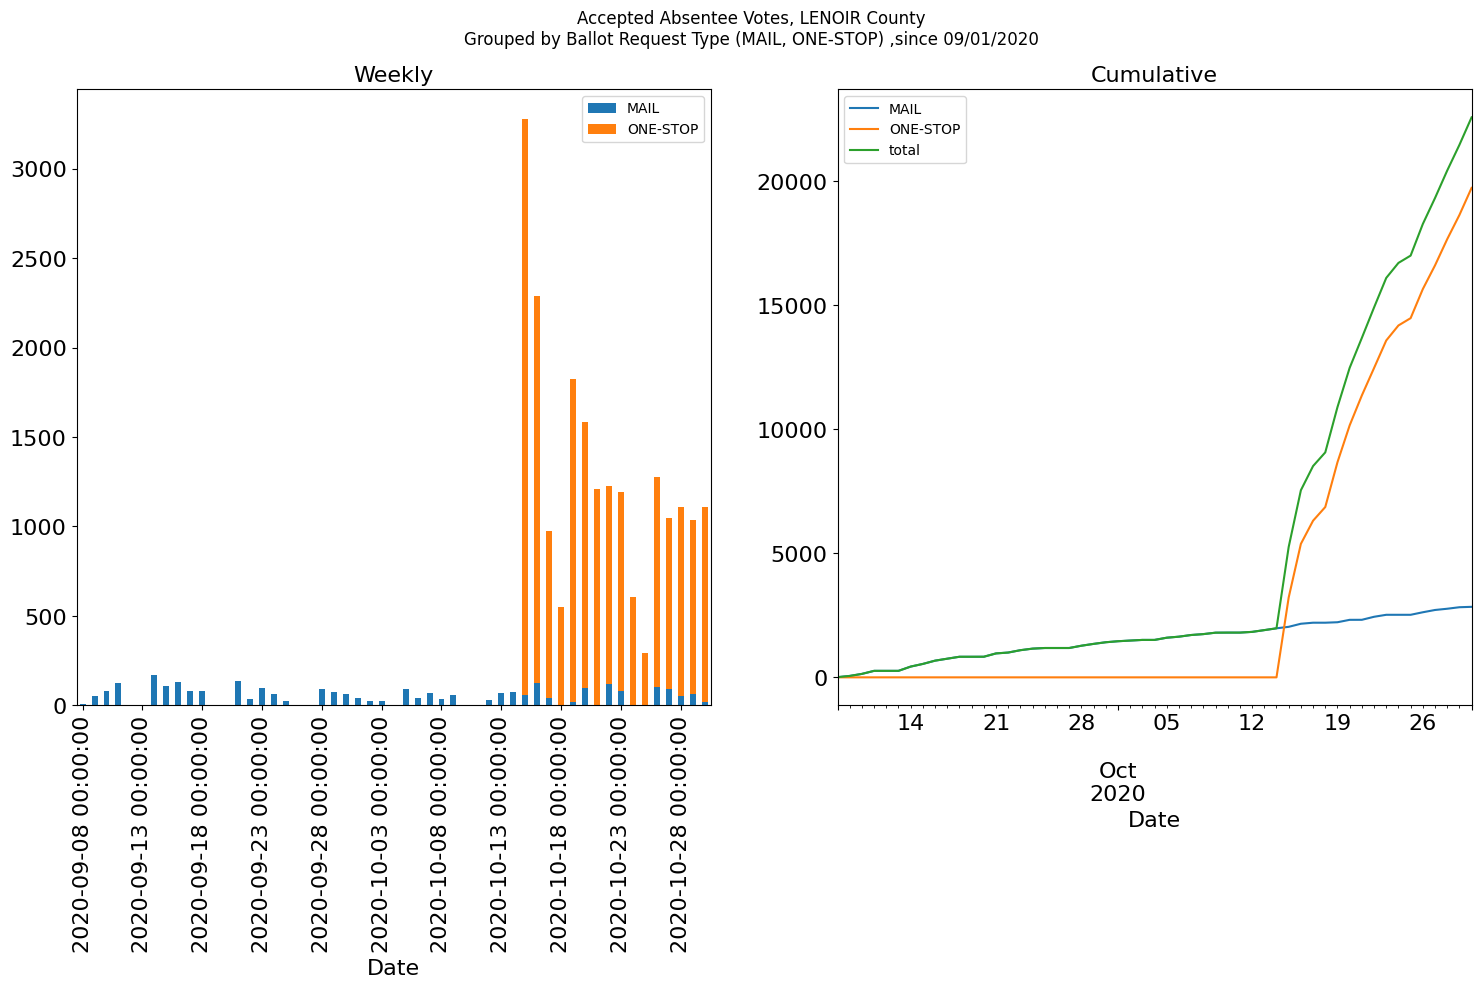 Accepted Absentee Votes, LENOIR County
Grouped by Ballot Request Type (MAIL, ONE-STOP) ,since 09/01/2020
Weekly
MAIL
ONE-STOP
3000
2500
2000
1500
1000
500
0
2020-09-08 00:00:00
2020-09-13 00:00:00
2020-09-18 00:00:00
2020-09-23 00:00:00
2020-09-28 00:00:00
2020-10-03 00:00:00
2020-10-08 00:00:00
2020-10-13 00:00:00
2020-10-18 00:00:00
2020-10-23 00:00:00
2020-10-28 00:00:00
Date
Cumulative
MAIL
ONE-STOP
total
20000
15000
10000
5000
0
14 21 28 05 12 19 26
Oct
2020
Date